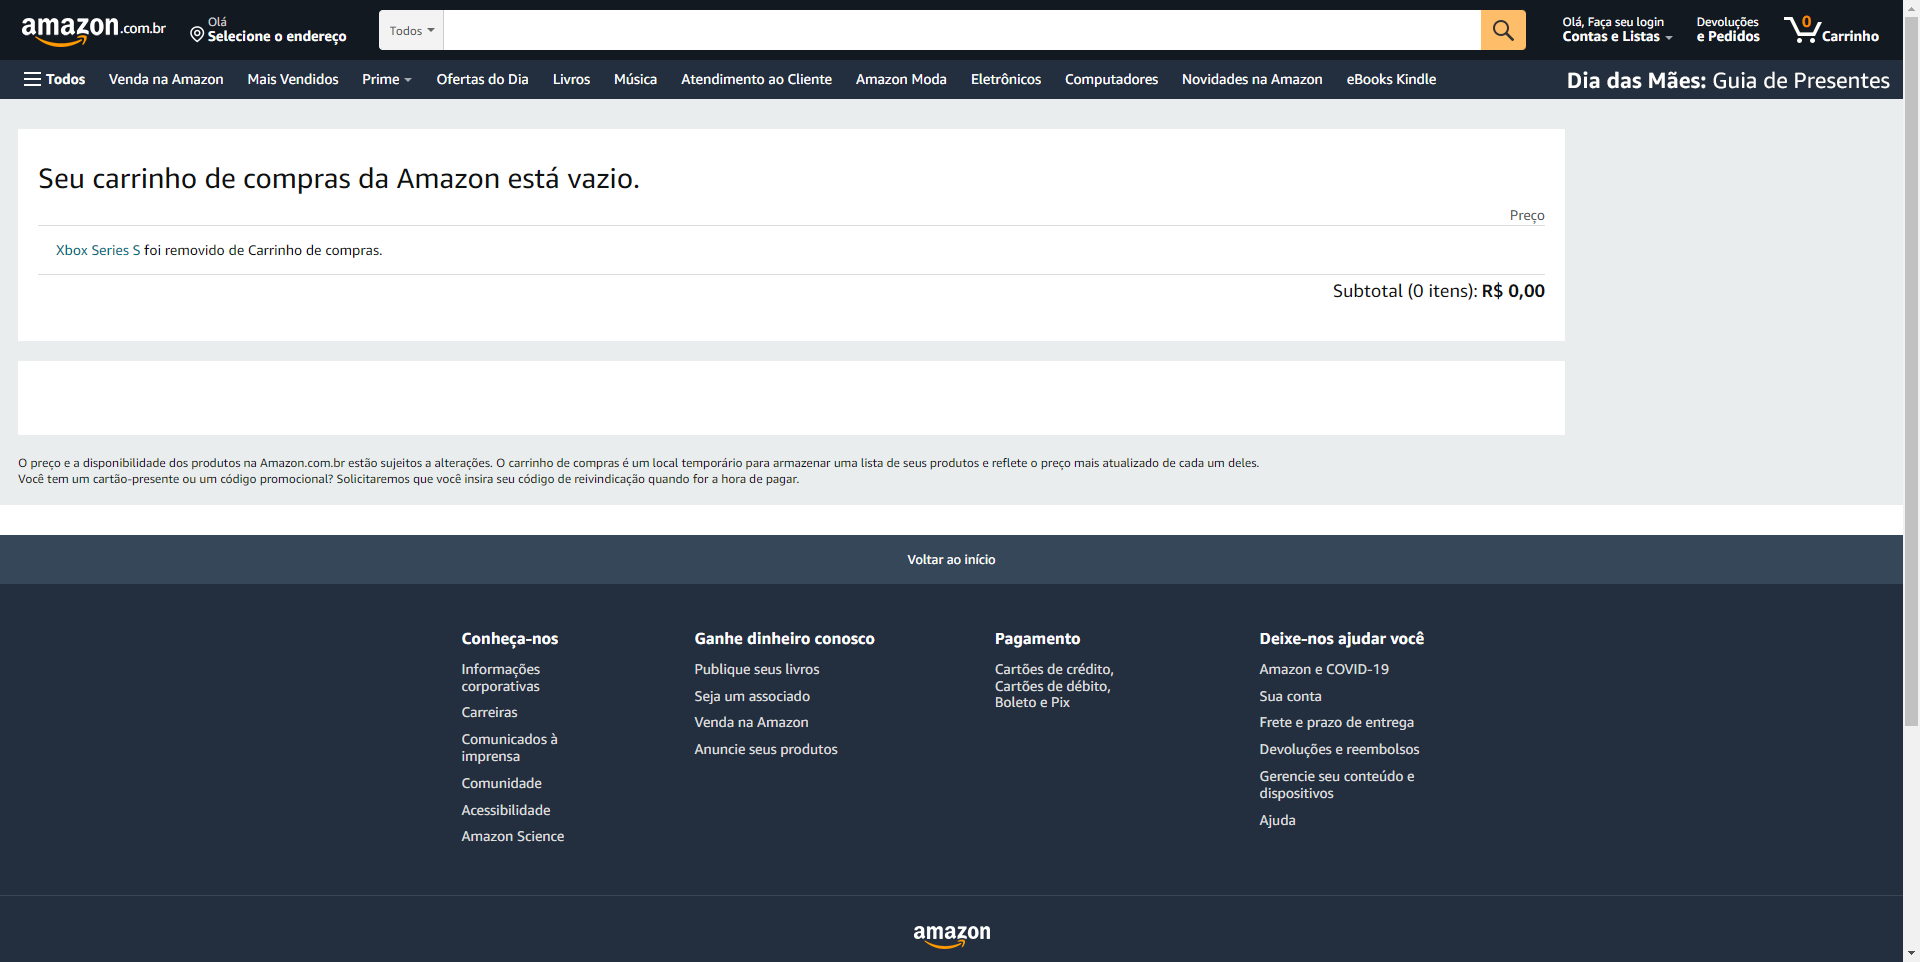 amazon.com.br
Olá
Selecione o endereço
Todos
Olá, Faça seu login
Contas e Listas
Devoluções
e Pedidos
0
Carrinho
Todos
Venda na Amazon
Mais Vendidos
Prime
Ofertas do Dia
Livros
Música
Atendimento ao Cliente
Amazon Moda
Eletrônicos
Computadores
Novidades na Amazon
eBooks Kindle
Dia das Mães: Guia de Presentes
Seu carrinho de compras da Amazon está vazio.
Preço
Xbox Series S foi removido de Carrinho de compras.
Subtotal (0 itens): R$ 0,00
O preço e a disponibilidade dos produtos na Amazon.com.br estão sujeitos a alterações. O carrinho de compras é um local temporário para armazenar uma lista de seus produtos e reflete o preço mais atualizado de cada um deles.
Você tem um cartão-presente ou um código promocional? Solicitaremos que você insira seu código de reivindicação quando for a hora de pagar.
Voltar ao início
Conheça-nos
Informações
corporativas
Carreiras
Comunicados à
imprensa
Comunidade
Acessibilidade
Amazon Science
Ganhe dinheiro conosco
Publique seus livros
Seja um associado
Venda na Amazon
Anuncie seus produtos
Pagamento
Cartões de crédito,
Cartões de débito,
Boleto e Pix
Deixe-nos ajudar você
Amazon e COVID-19
Sua conta
Frete e prazo de entrega
Devoluções e reembolsos
Gerencie seu conteúdo e
dispositivos
Ajuda
amazon